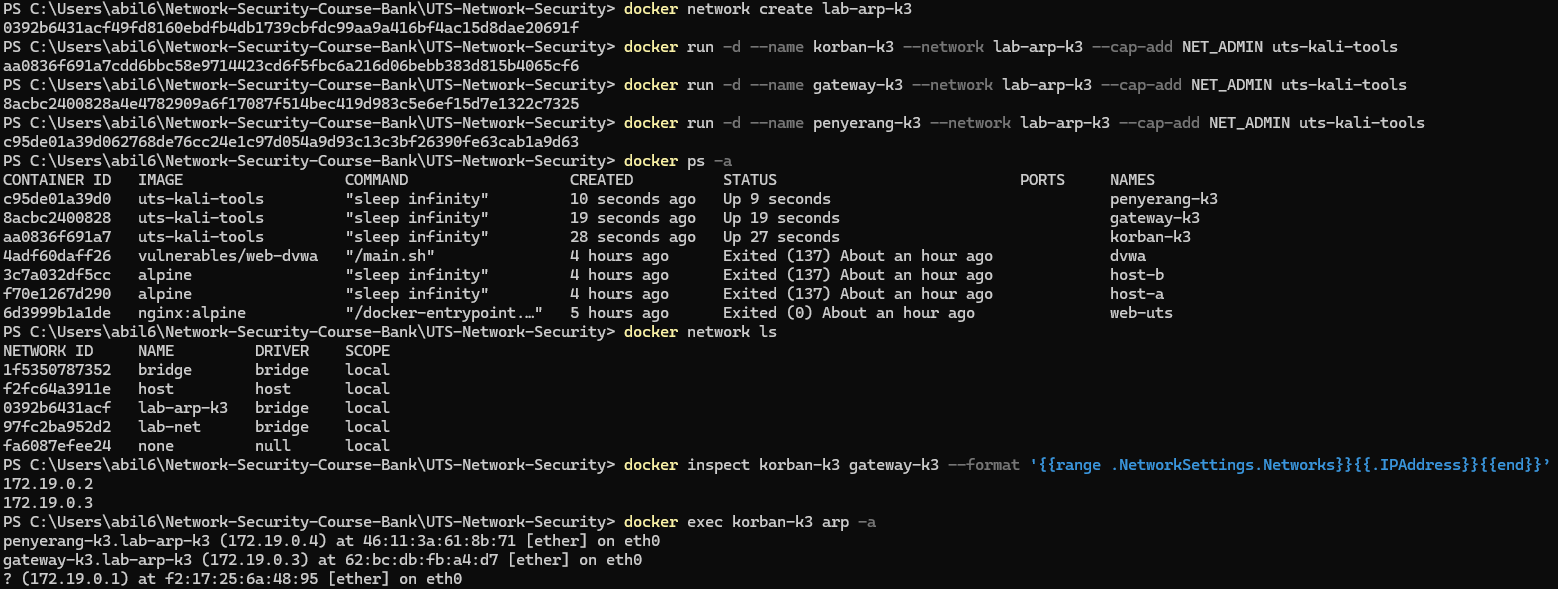 PS C:\Users\abil6\Network-Security-Course-Bank\UTS-Network-Security> docker network create lab-arp-k3
0392b6431acf49fd8160ebdfb4db1739cbfdc99aa9a416bf4ac15d8dae20691f
PS C:\Users\abil6\Network-Security-Course-Bank\UTS-Network-Security> docker run -d --name korban-k3 --network lab-arp-k3 --cap-add NET_ADMIN uts-kali-tools
aa0836f691a7cdd6bbc58e9714423cd6f5fbc6a216d06bebb383d815b4065cf6
PS C:\Users\abil6\Network-Security-Course-Bank\UTS-Network-Security> docker run -d --name gateway-k3 --network lab-arp-k3 --cap-add NET_ADMIN uts-kali-tools
8acbc2400828a4e4782909a6f17087f514bec419d983c5e6ef15d7e1322c7325
PS C:\Users\abil6\Network-Security-Course-Bank\UTS-Network-Security> docker run -d --name penyerang-k3 --network lab-arp-k3 --cap-add NET_ADMIN uts-kali-tools
c95de01a39d062768de76cc24e1c97d054a9d93c13c3bf26390fe63cab1a9d63
PS C:\Users\abil6\Network-Security-Course-Bank\UTS-Network-Security> docker ps -a
CONTAINER ID   IMAGE                  COMMAND                  CREATED          STATUS                           PORTS     NAMES
c95de01a39d0   uts-kali-tools         "sleep infinity"         10 seconds ago   Up 9 seconds                               penyerang-k3
8acbc2400828   uts-kali-tools         "sleep infinity"         19 seconds ago   Up 19 seconds                              gateway-k3
aa0836f691a7   uts-kali-tools         "sleep infinity"         28 seconds ago   Up 27 seconds                              korban-k3
4adf60daff26   vulnerables/web-dvwa   "/main.sh"               4 hours ago      Exited (137) About an hour ago             dvwa
3c7a032df5cc   alpine                 "sleep infinity"         4 hours ago      Exited (137) About an hour ago             host-b
f70e1267d290   alpine                 "sleep infinity"         4 hours ago      Exited (137) About an hour ago             host-a
6d3999b1a1de   nginx:alpine           "/docker-entrypoint.…"   5 hours ago      Exited (0) About an hour ago               web-uts
PS C:\Users\abil6\Network-Security-Course-Bank\UTS-Network-Security> docker network ls
NETWORK ID     NAME         DRIVER    SCOPE
1f5350787352   bridge       bridge    local
f2fc64a3911e   host         host      local
0392b6431acf   lab-arp-k3   bridge    local
97fc2ba952d2   lab-net      bridge    local
fa6087efee24   none         null      local
PS C:\Users\abil6\Network-Security-Course-Bank\UTS-Network-Security> docker inspect korban-k3 gateway-k3 --format '{{range .NetworkSettings.Networks}}{{.IPAddress}}{{end}}’
172.19.0.2
172.19.0.3
PS C:\Users\abil6\Network-Security-Course-Bank\UTS-Network-Security> docker exec korban-k3 arp -a
penyerang-k3.lab-arp-k3 (172.19.0.4) at 46:11:3a:61:8b:71 [ether] on eth0
gateway-k3.lab-arp-k3 (172.19.0.3) at 62:bc:db:fb:a4:d7 [ether] on eth0
? (172.19.0.1) at f2:17:25:6a:48:95 [ether] on eth0